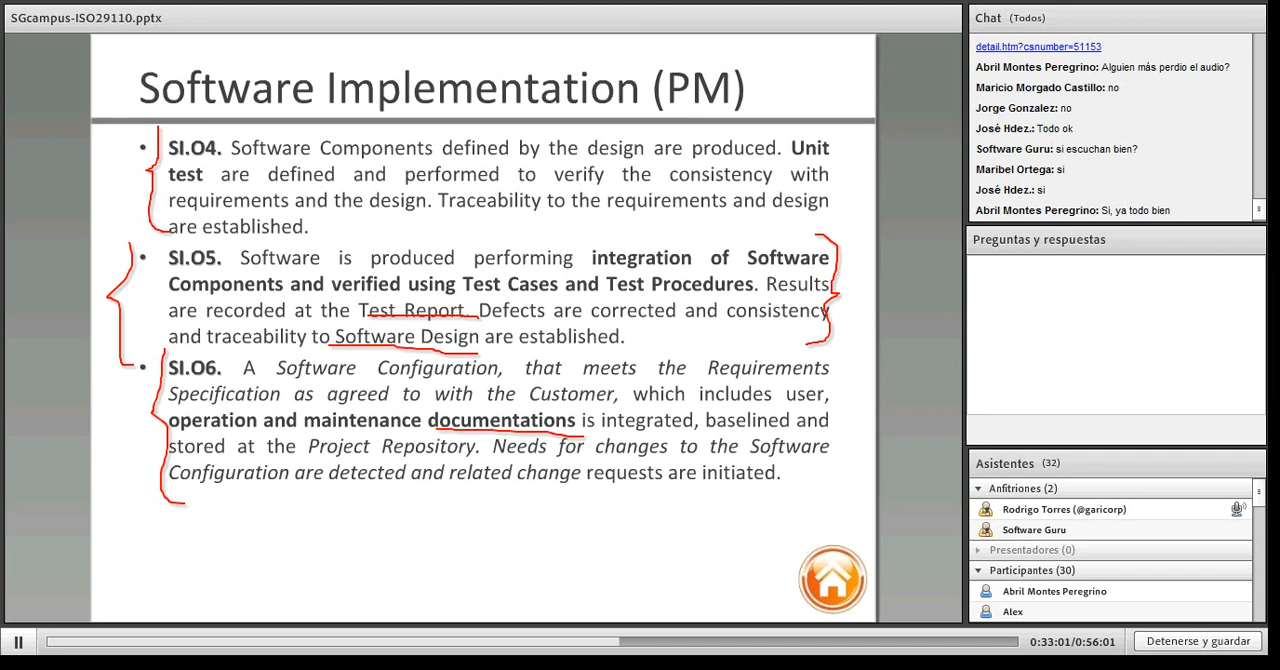 SGcampus-ISO29110.pptx
Software Implementation (PM)
• SI.O4. Software Components defined by the design are produced. Unit
test are defined and performed to verify the consistency with
requirements and the design. Traceability to the requirements and design
are established.
• SI.O5. Software is produced performing integration of Software
Components and verified using Test Cases and Test Procedures. Results
are recorded at the Test Report. Defects are corrected and consistency
and traceability to Software Design are established.
• SI.O6. A Software Configuration, that meets the Requirements
Specification as agreed to with the Customer, which includes user,
operation and maintenance documentations is integrated, baselined and
stored at the Project Repository. Needs for changes to the Software
Configuration are detected and related change requests are initiated.
Chat (Todos)
detail.htm?csnumber=51153
Abril Montes Peregrino: Alguien más perdio el audio?
Maricio Morgado Castillo: no
Jorge Gonzalez: no
José Hdez.: Todo ok
Software Guru: si escuchan bien?
Maribel Ortega: si
José Hdez.: si
Abril Montes Peregrino: Si, ya todo bien
Preguntas y respuestas
Asistentes (32)
Anfitriones (2)
Rodrigo Torres (@garicorp)
Software Guru
Presentadores (0)
Participantes (30)
Abril Montes Peregrino
Alex
0:33:01/0:56:01
Detenerse y guardar